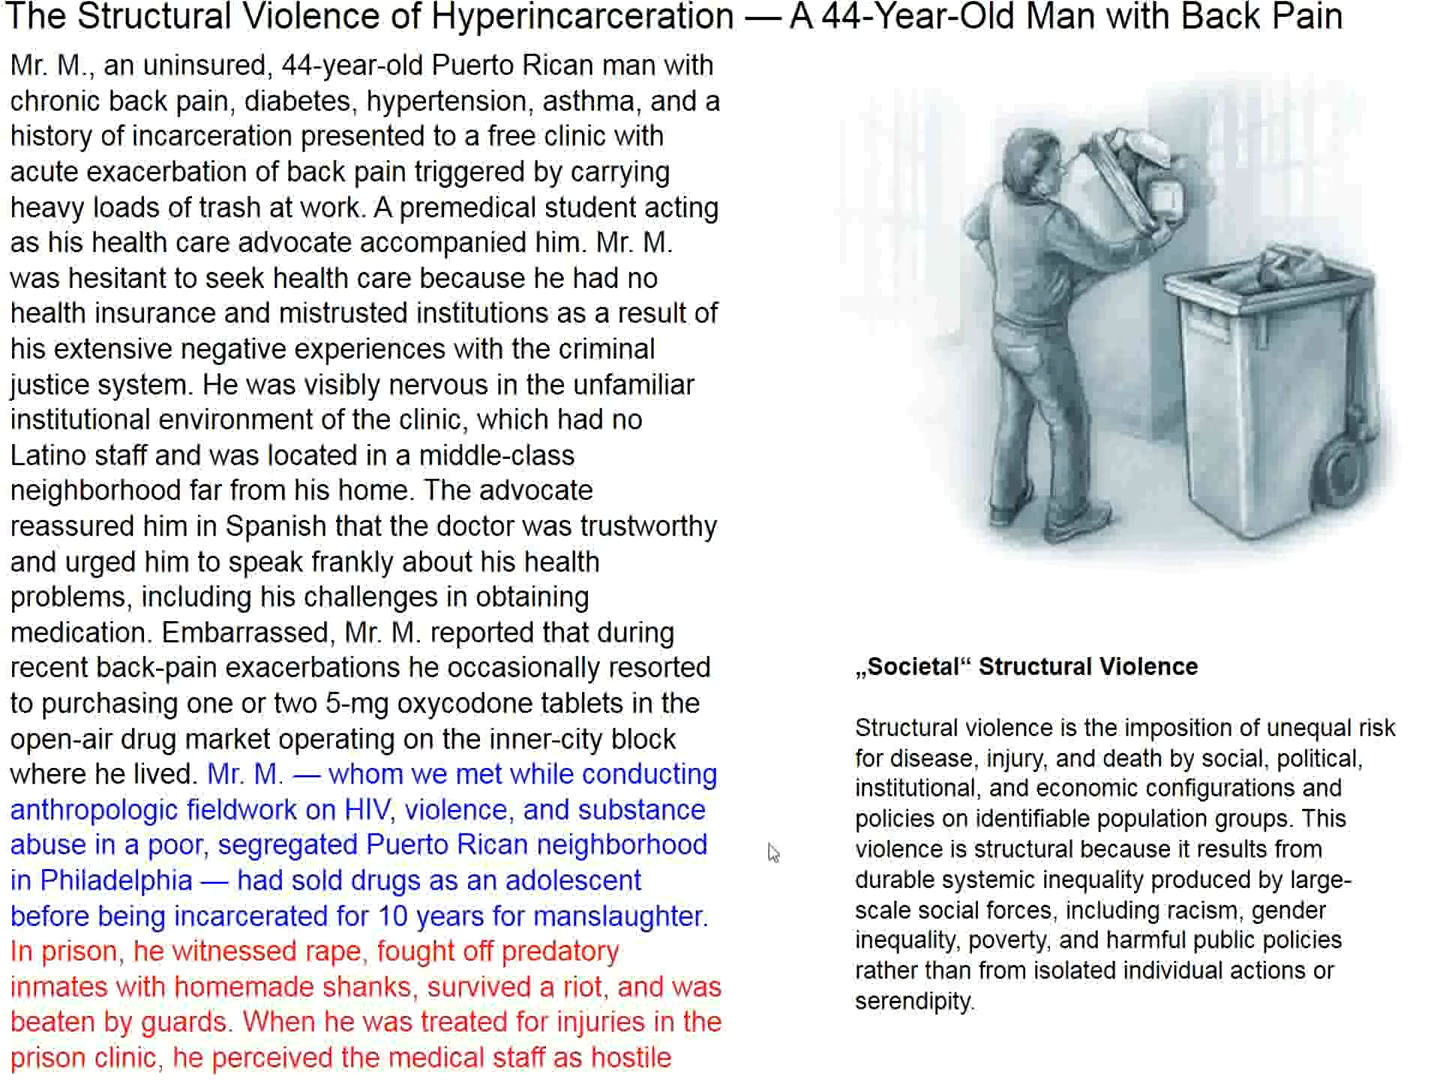 The Structural Violence of Hyperincarceration — A 44-Year-Old Man with Back Pain
Mr. M., an uninsured, 44-year-old Puerto Rican man with
chronic back pain, diabetes, hypertension, asthma, and a
history of incarceration presented to a free clinic with
acute exacerbation of back pain triggered by carrying
heavy loads of trash at work. A premedical student acting
as his health care advocate accompanied him. Mr. M.
was hesitant to seek health care because he had no
health insurance and mistrusted institutions as a result of
his extensive negative experiences with the criminal
justice system. He was visibly nervous in the unfamiliar
institutional environment of the clinic, which had no
Latino staff and was located in a middle-class
neighborhood far from his home. The advocate
reassured him in Spanish that the doctor was trustworthy
and urged him to speak frankly about his health
problems, including his challenges in obtaining
medication. Embarrassed, Mr. M. reported that during
recent back-pain exacerbations he occasionally resorted
to purchasing one or two 5-mg oxycodone tablets in the
open-air drug market operating on the inner-city block
where he lived. Mr. M. — whom we met while conducting
anthropologic fieldwork on HIV, violence, and substance
abuse in a poor, segregated Puerto Rican neighborhood
in Philadelphia — had sold drugs as an adolescent
before being incarcerated for 10 years for manslaughter.
In prison, he witnessed rape, fought off predatory
inmates with homemade shanks, survived a riot, and was
beaten by guards. When he was treated for injuries in the
prison clinic, he perceived the medical staff as hostile
„Societal“ Structural Violence
Structural violence is the imposition of unequal risk
for disease, injury, and death by social, political,
institutional, and economic configurations and
policies on identifiable population groups. This
violence is structural because it results from
durable systemic inequality produced by large-
scale social forces, including racism, gender
inequality, poverty, and harmful public policies
rather than from isolated individual actions or
serendipity.